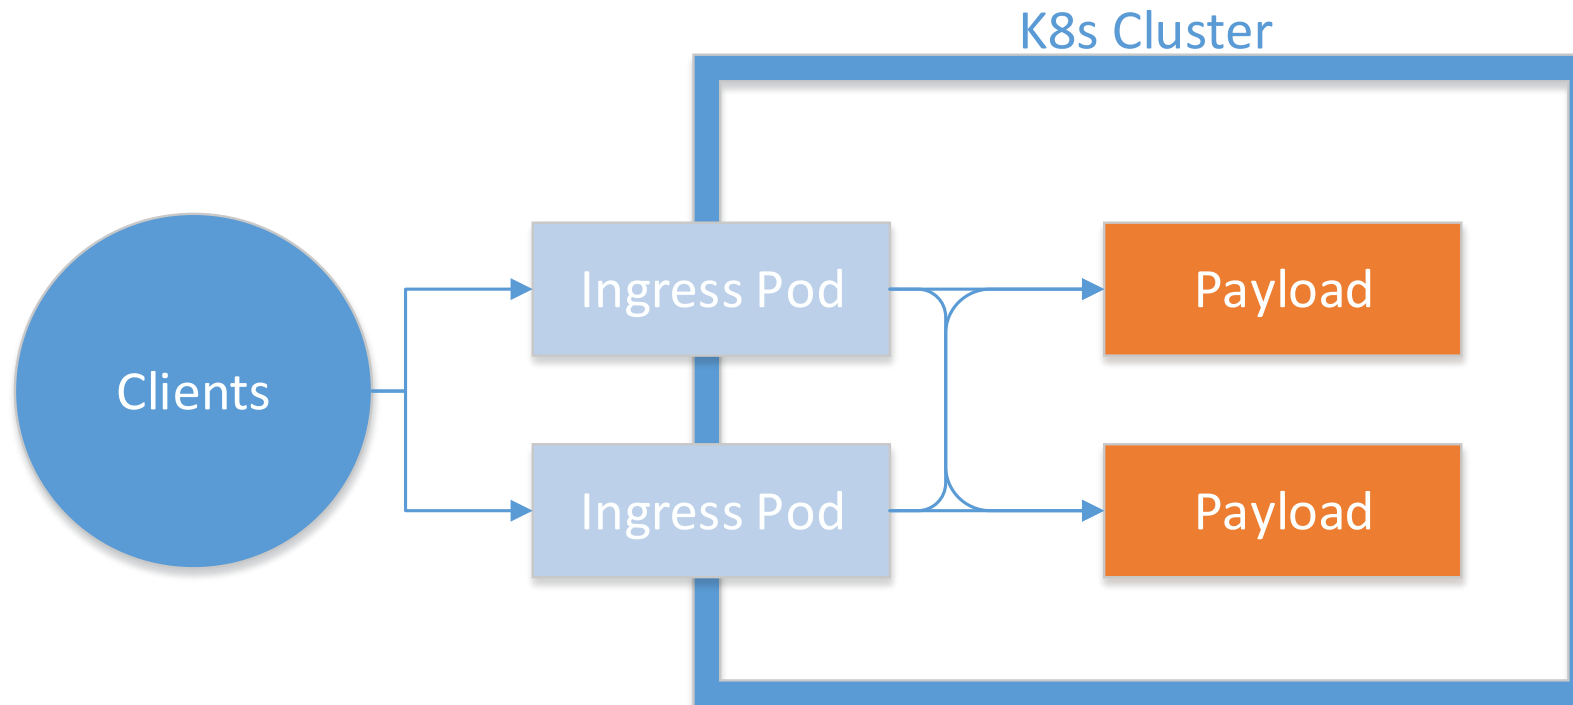 K8s Cluster
Clients
Ingress Pod
Payload
Ingress Pod
Payload